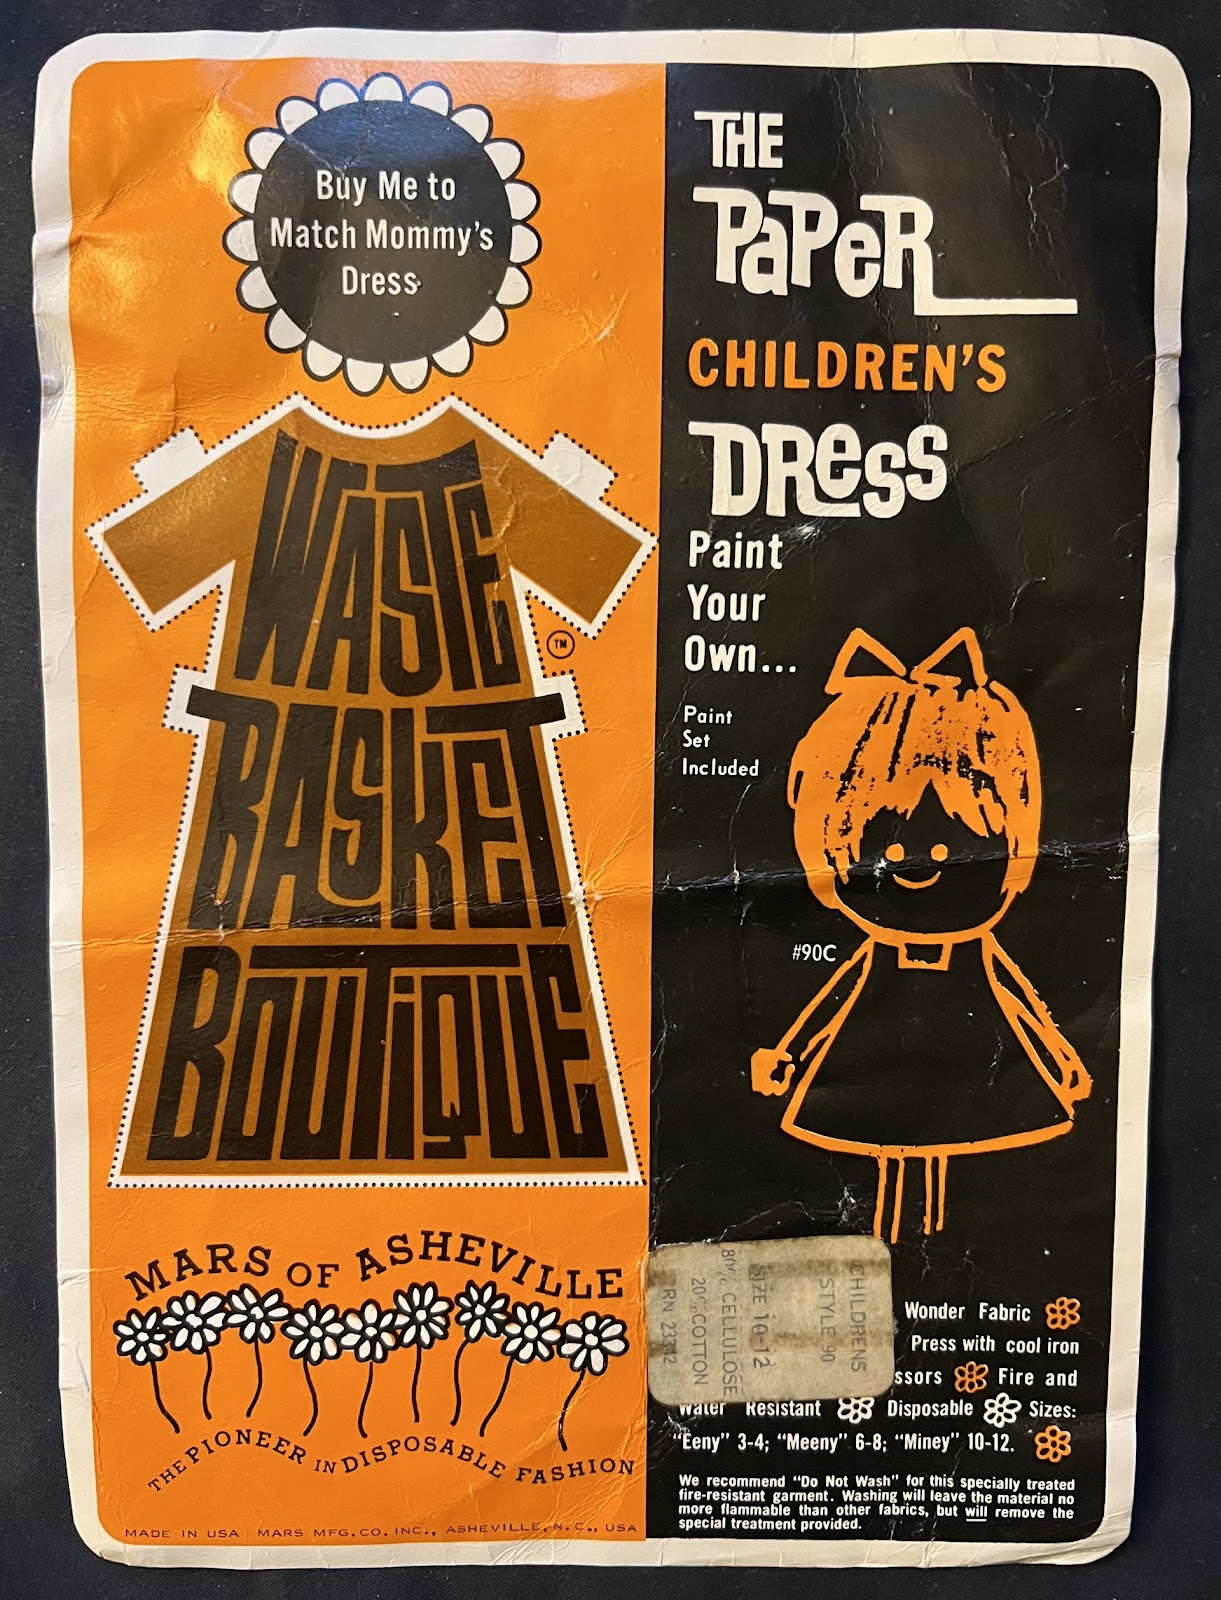 Buy Me to
Match Mommy's
Dress
WASTE
BASKET
BOUTIQUE
TM
MARS OF ASHEVILLE
THE PIONEER IN DISPOSABLE FASHION
MADE IN USA MARS MFG. CO. INC., ASHEVILLE, N. C., USA
THE
PAPER
CHILDREN'S
DRESS
Paint
Your
Own...
Paint
Set
Included
#90C
CHILDRENS
STYLE 90
SIZE 10-12
80% CELLULOSE
20% COTTON
RN 23342
Wonder Fabric
Press with cool iron
Fire and
Water Resistant Disposable Sizes:
"Eeny" 3-4; "Meeny" 6-8; "Miney" 10-12.
We recommend "Do Not Wash" for this specially treated
fire-resistant garment. Washing will leave the material no
more flammable than other fabrics, but will remove the
special treatment provided.